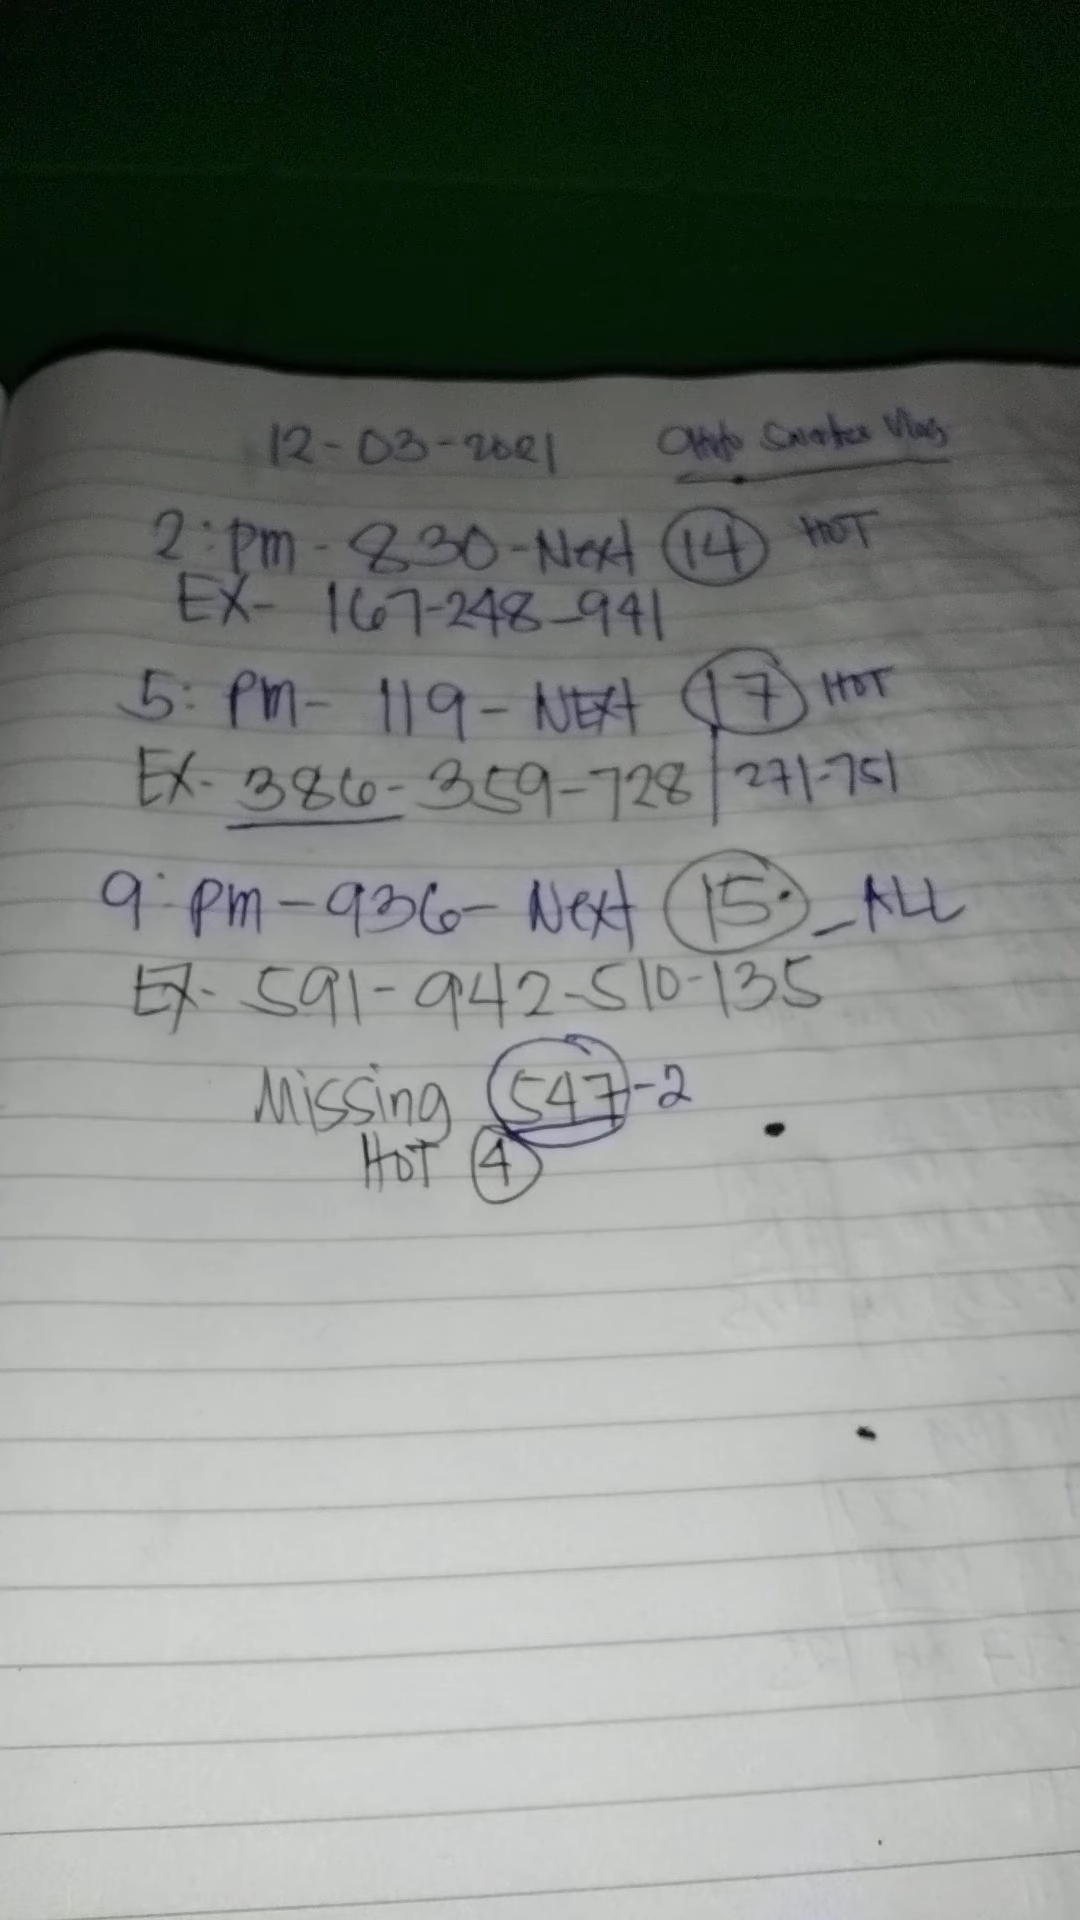 12-03-2021 Vlog
2:pm - 830-Next 14 HOT
EX- 167-248-941
5: PM- 119- NEXt 17 HOT
EX- 386- 359-728 | 271-751
9: pm-936- Next 15. - ALL
EX- 591-942-510-135
Missing 547-2
HOT 4